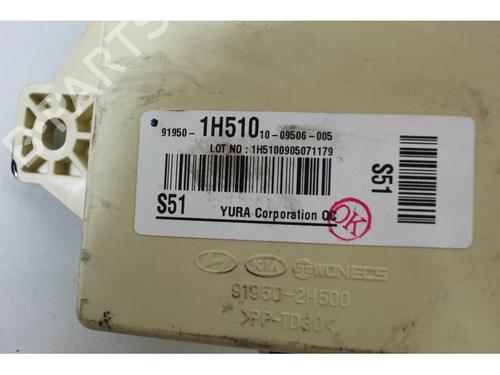 PARTS
91950- 1H510 10-09506-005
LOT NO : 1H5100905071179
S51
S51 YURA Corporation QC
OK
KIA SEWONECS
91950-2H500
>PP-TD30<